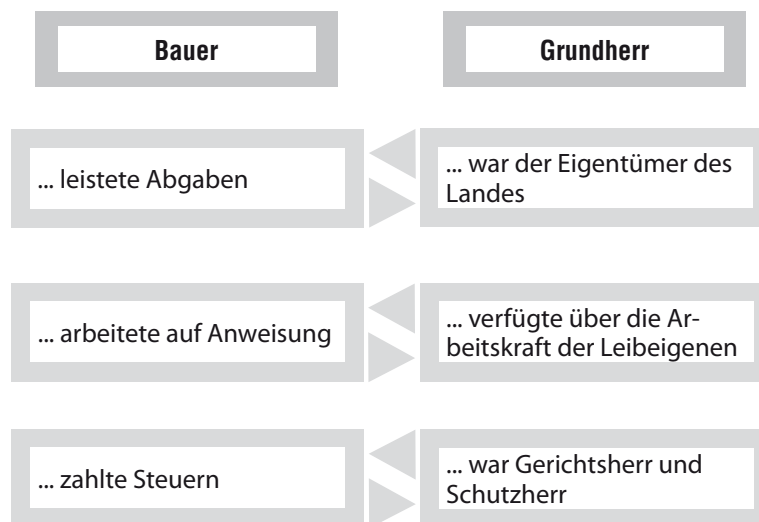 Bauer
Grundherr
... leistete Abgaben
... war der Eigentümer des
Landes
... arbeitete auf Anweisung
... verfügte über die Ar-
beitskraft der Leibeigenen
... zahlte Steuern
... war Gerichtsherr und
Schutzherr